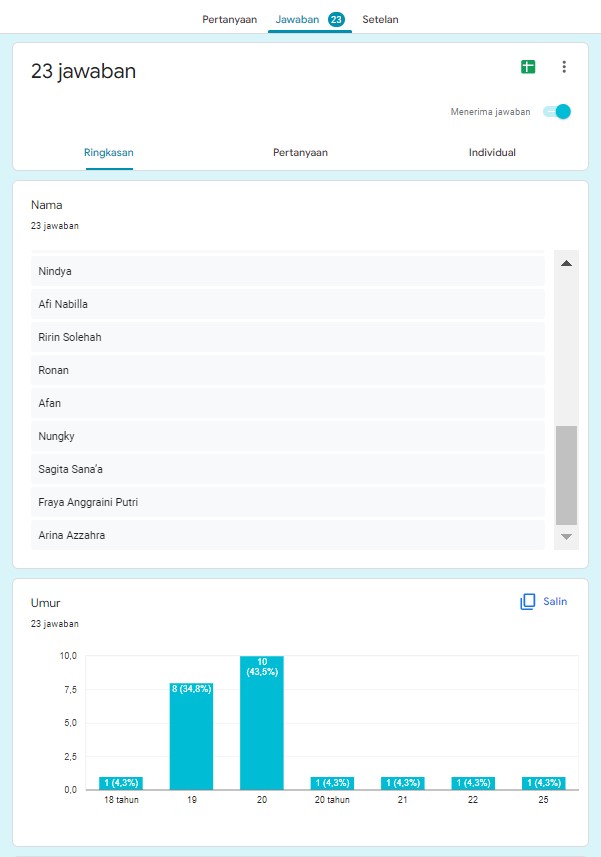 Pertanyaan Jawaban 23 Setelan
23 jawaban
Menerima jawaban
Ringkasan Pertanyaan Individual
Nama
23 jawaban
Nindya
Afi Nabilla
Ririn Solehah
Ronan
Afan
Nungky
Sagita Sana'a
Fraya Anggraini Putri
Arina Azzahra
Umur
Salin
23 jawaban
10,0
7,5
5,0
2,5
0,0
1 (4,3%)
8 (34,8%)
10
(43,5%)
1 (4,3%)
1 (4,3%)
1 (4,3%)
1 (4,3%)
18 tahun 19 20 20 tahun 21 22 25